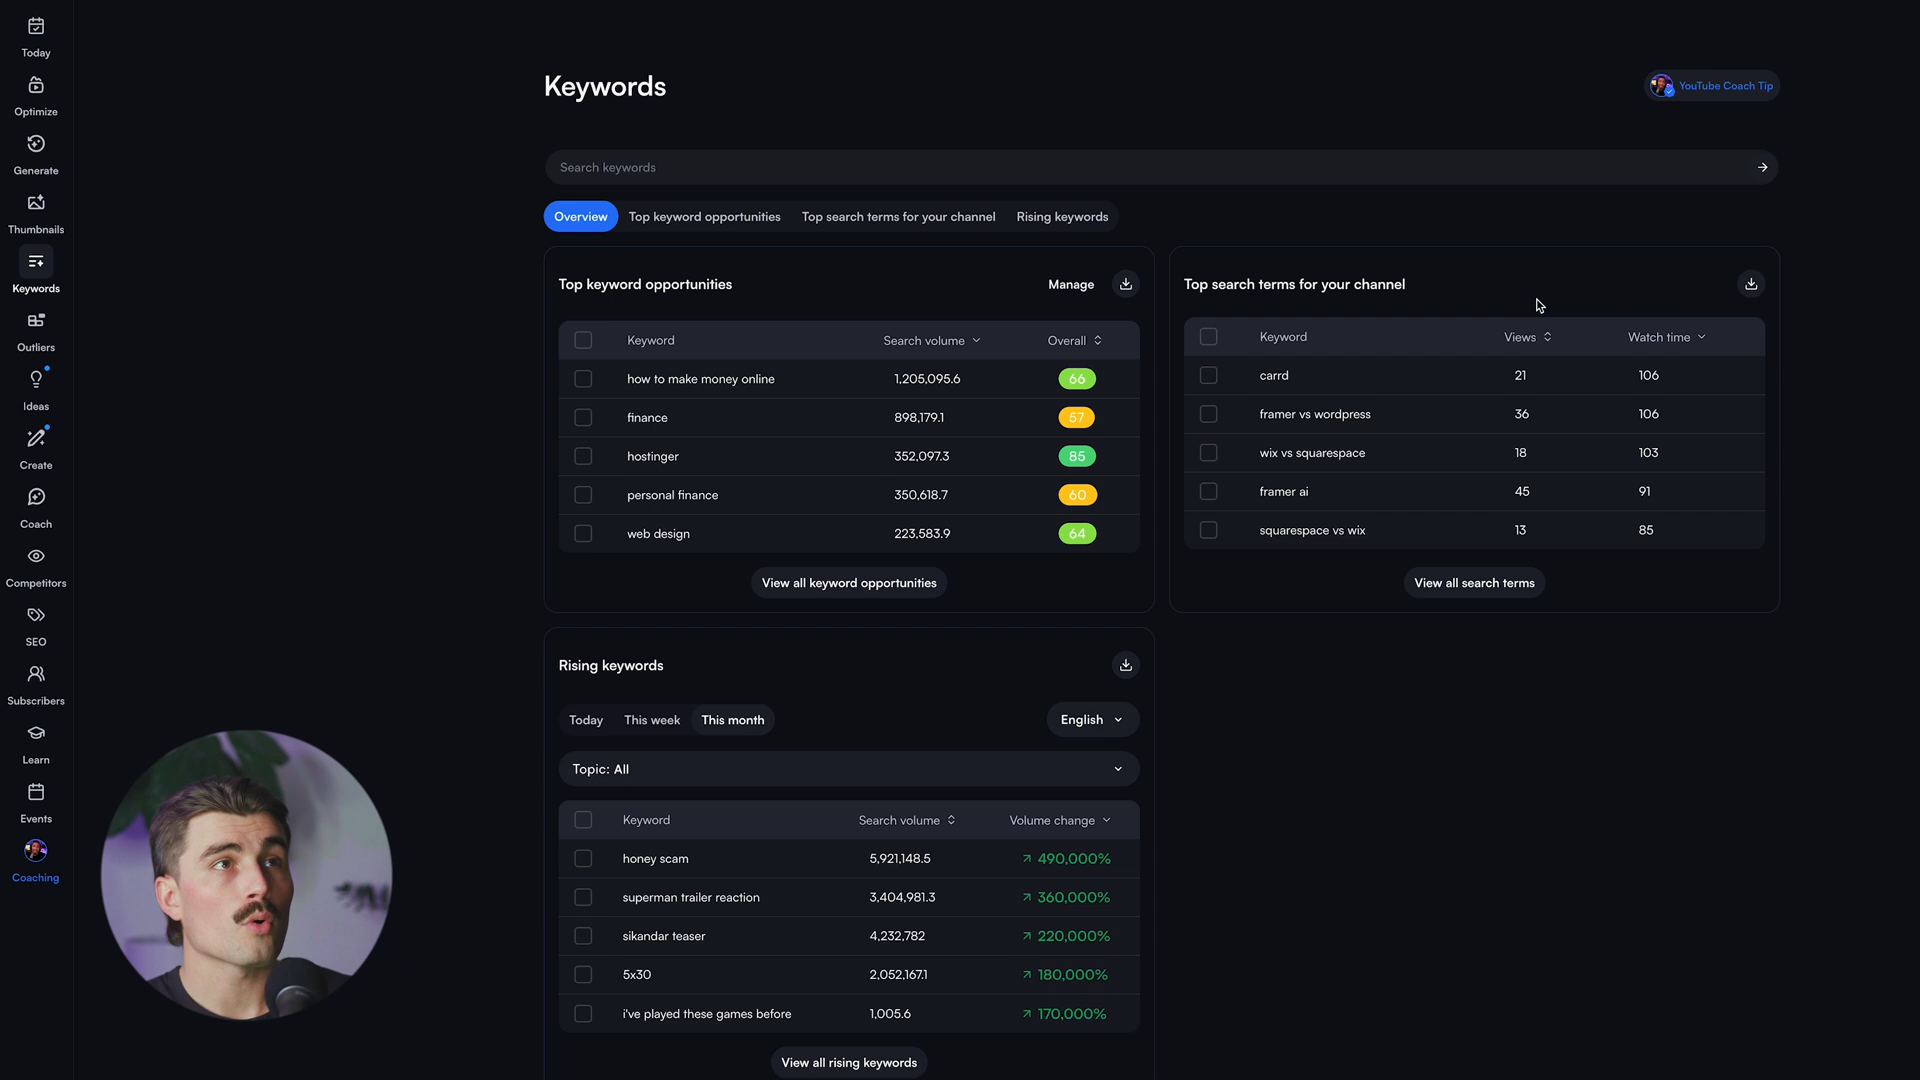 Today
Optimize
Generate
Thumbnails
Keywords
Outliers
Ideas
Create
Coach
Competitors
SEO
Subscribers
Learn
Events
Coaching
Keywords
YouTube Coach Tip
Search keywords
Overview Top keyword opportunities Top search terms for your channel Rising keywords
Top keyword opportunities Manage
Keyword Search volume Overall
how to make money online 1,205,095.6 66
finance 898,179.1 57
hostinger 352,097.3 85
personal finance 350,618.7 60
web design 223,583.9 64
View all keyword opportunities
Top search terms for your channel
Keyword Views Watch time
carrd 21 106
framer vs wordpress 36 106
wix vs squarespace 18 103
framer ai 45 91
squarespace vs wix 13 85
View all search terms
Rising keywords
Today This week This month English
Topic: All
Keyword Search volume Volume change
honey scam 5,921,148.5 490,000%
superman trailer reaction 3,404,981.3 360,000%
sikandar teaser 4,232,782 220,000%
5x30 2,052,167.1 180,000%
i've played these games before 1,005.6 170,000%
View all rising keywords